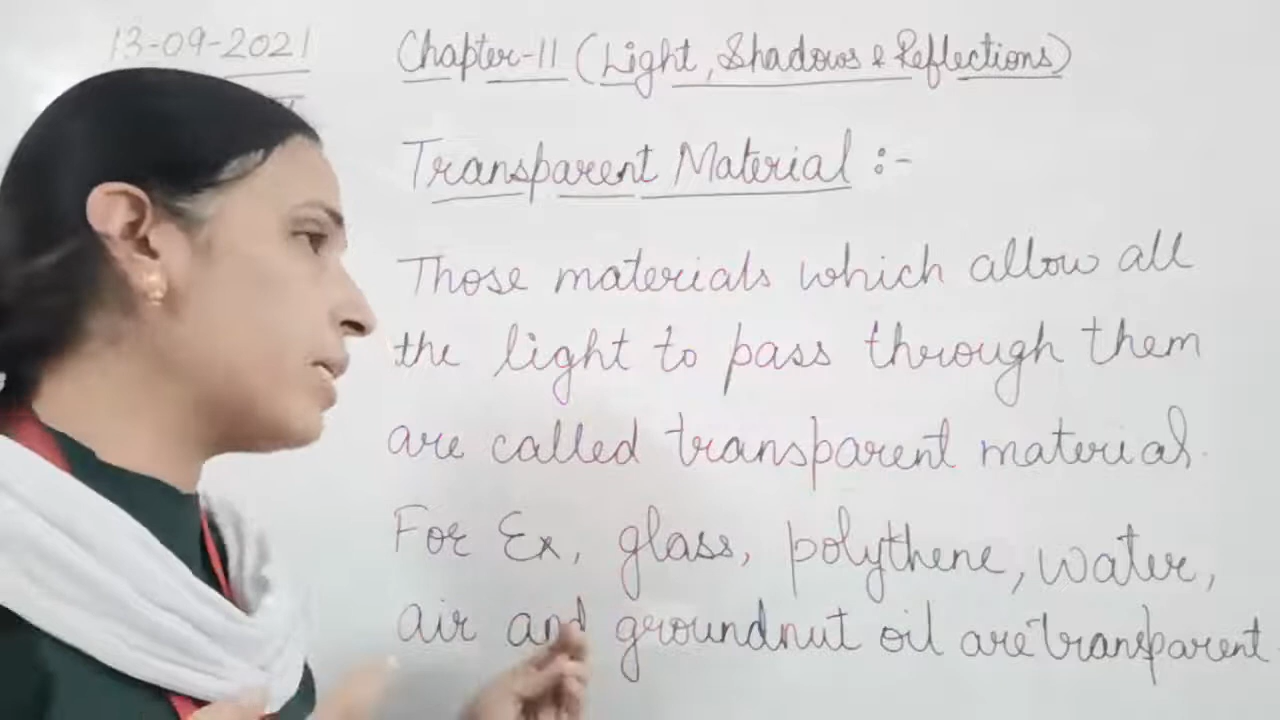 13-09-2021
Chapter-11 (Light, Shadows & Reflections)
Transparent Material :-
Those materials which allow all
the light to pass through them
are called transparent material.
For Ex, glass, polythene, water,
air and groundnut oil are transparent